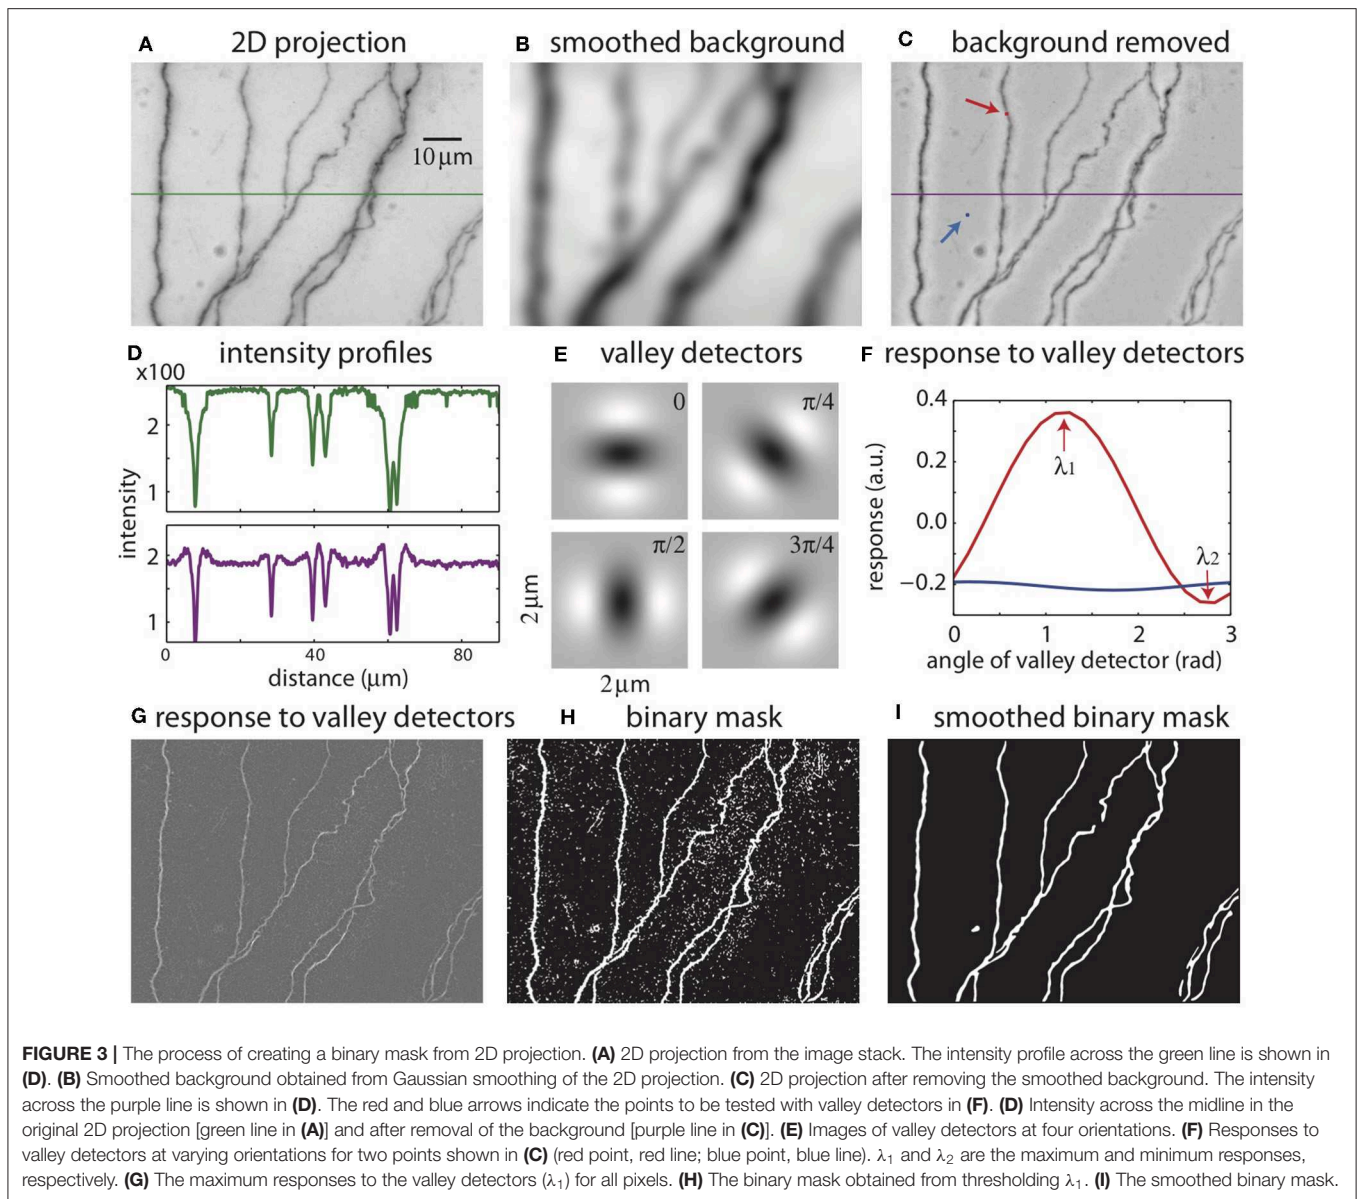 A 2D projection
B smoothed background
C background removed
10 μm
D intensity profiles
x100
2
1
intensity
2
1
0 40 80
distance (μm)
E valley detectors
0
π/4
π/2
3π/4
2 μm
2 μm
F response to valley detectors
0.4
0.2
0.0
−0.2
response (a.u.)
λ1
λ2
0 1 2 3
angle of valley detector (rad)
G response to valley detectors
H binary mask
I smoothed binary mask
FIGURE 3 | The process of creating a binary mask from 2D projection. (A) 2D projection from the image stack. The intensity profile across the green line is shown in
(D). (B) Smoothed background obtained from Gaussian smoothing of the 2D projection. (C) 2D projection after removing the smoothed background. The intensity
across the purple line is shown in (D). The red and blue arrows indicate the points to be tested with valley detectors in (F). (D) Intensity across the midline in the
original 2D projection [green line in (A)] and after removal of the background [purple line in (C)]. (E) Images of valley detectors at four orientations. (F) Responses to
valley detectors at varying orientations for two points shown in (C) (red point, red line; blue point, blue line). λ1 and λ2 are the maximum and minimum responses,
respectively. (G) The maximum responses to the valley detectors (λ1) for all pixels. (H) The binary mask obtained from thresholding λ1. (I) The smoothed binary mask.